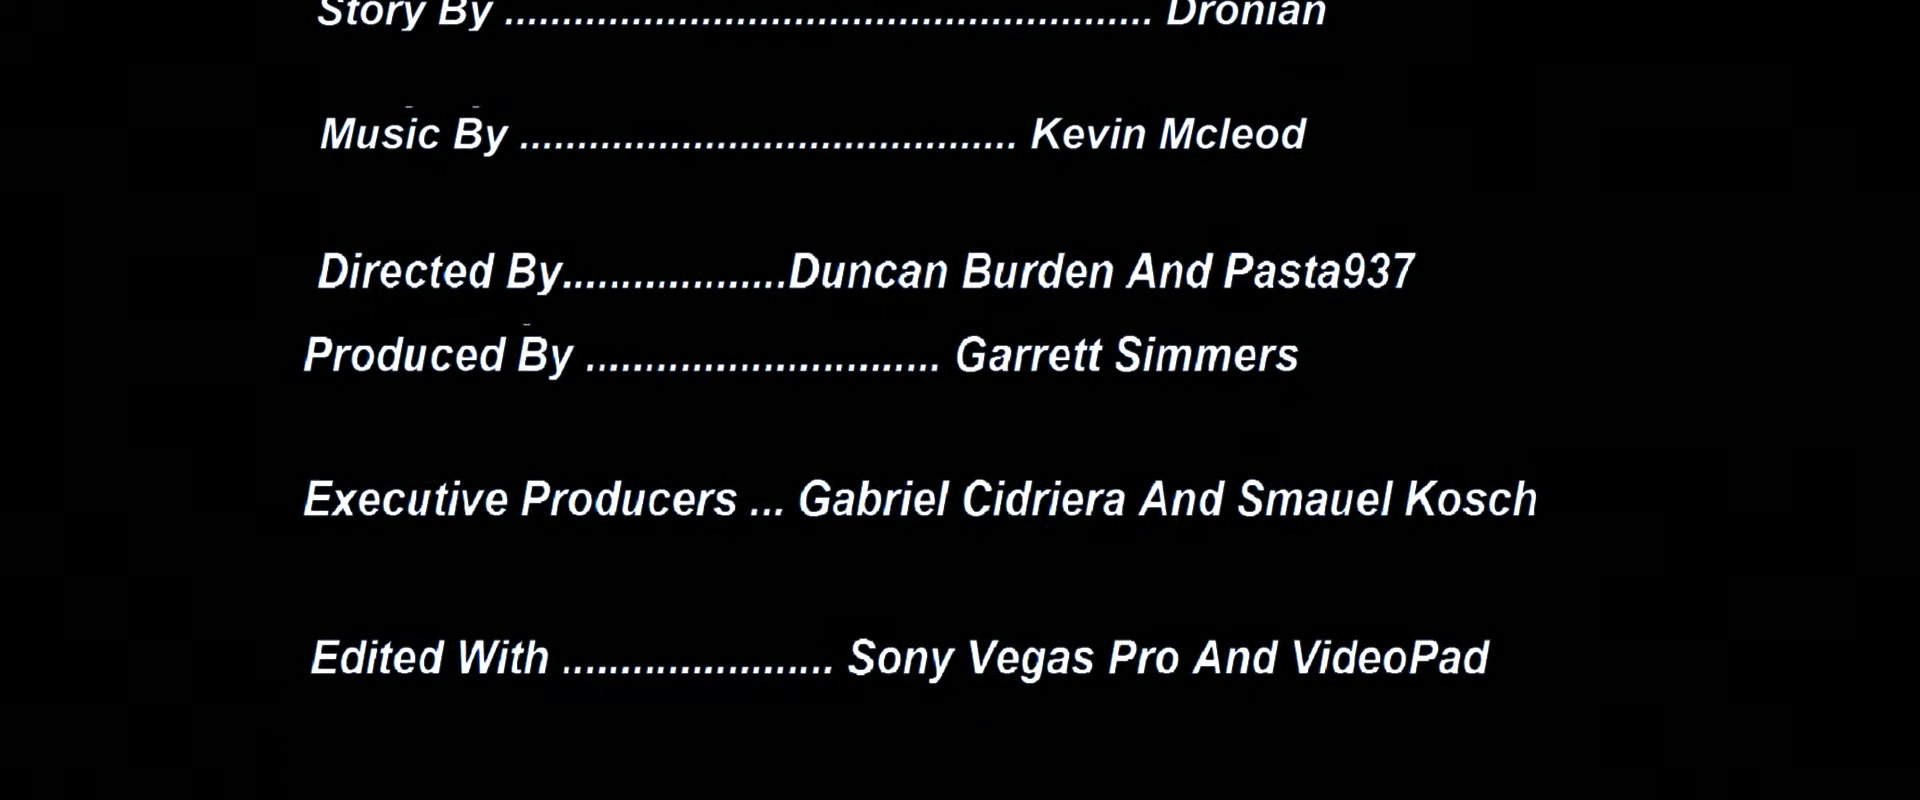 Story By ........................................................ Dronian
Music By ........................................... Kevin Mcleod
Directed By...................Duncan Burden And Pasta937
Produced By .............................. Garrett Simmers
Executive Producers ... Gabriel Cidriera And Smauel Kosch
Edited With ....................... Sony Vegas Pro And VideoPad